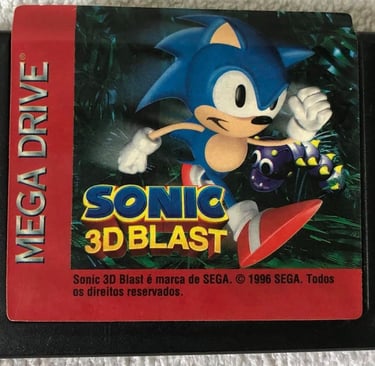 MEGA DRIVE®
SONIC
3D BLAST
Sonic 3D Blast é marca de SEGA. © 1996 SEGA. Todos
os direitos reservados.